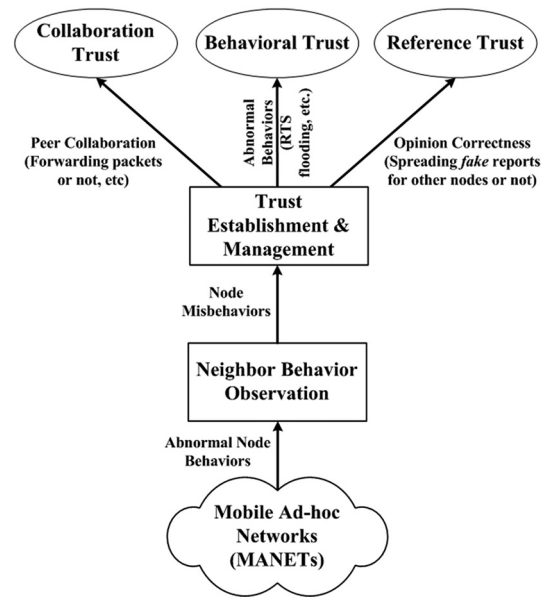 Collaboration
Trust
Behavioral Trust
Reference Trust
Peer Collaboration
(Forwarding packets
or not, etc)
Abnormal
Behaviors
(RTS
flooding, etc.)
Opinion Correctness
(Spreading fake reports
for other nodes or not)
Trust
Establishment &
Management
Node
Misbehaviors
Neighbor Behavior
Observation
Abnormal Node
Behaviors
Mobile Ad-hoc
Networks
(MANETs)